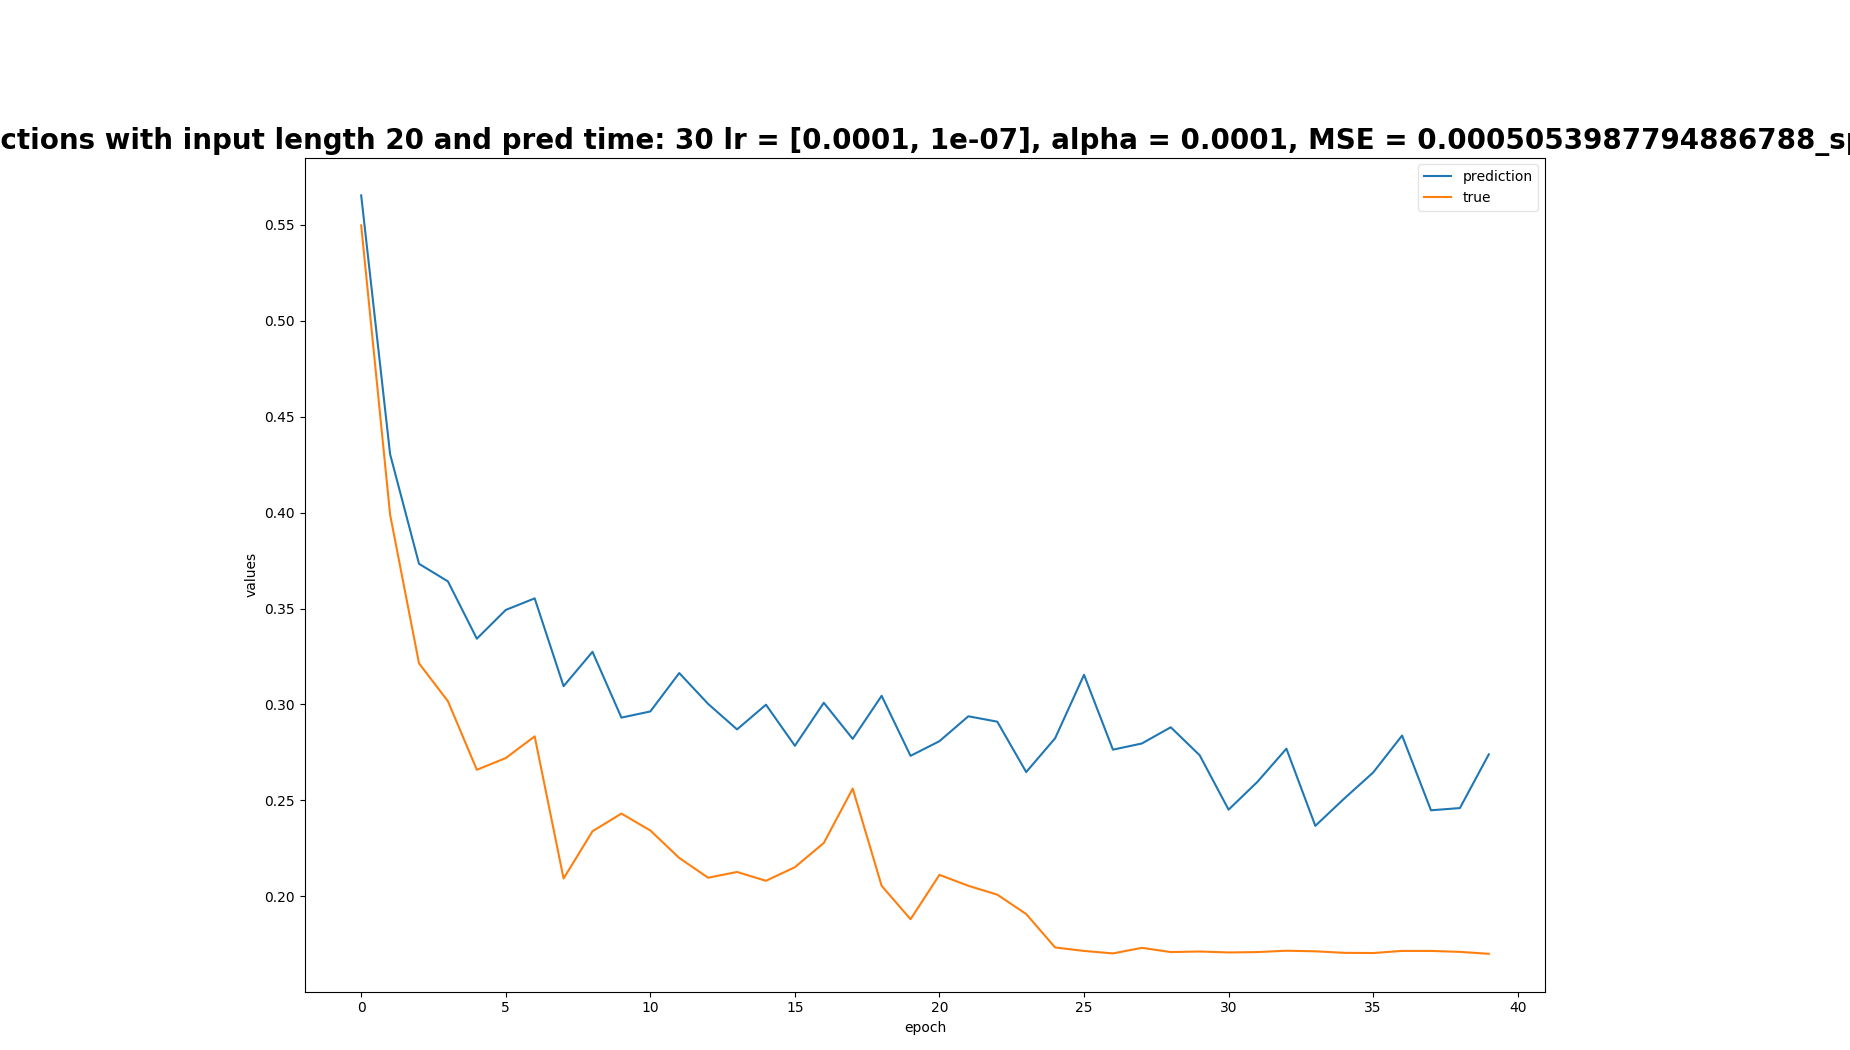 ctions with input length 20 and pred time: 30 lr = [0.0001, 1e-07], alpha = 0.0001, MSE = 0.0005053987794886788_sp
prediction
true
0.55
0.50
0.45
0.40
0.35
0.30
0.25
0.20
values
0 5 10 15 20 25 30 35 40
epoch